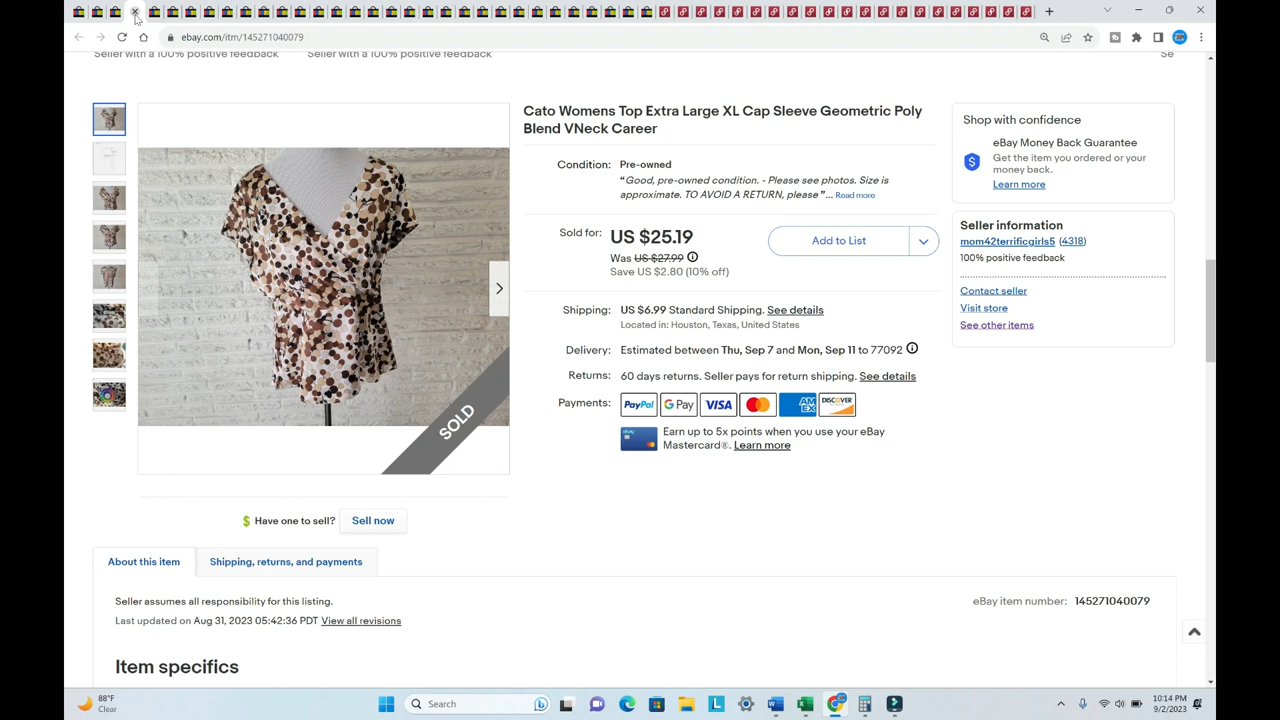 ebay.com/itm/145271040079
Seller with a 100% positive feedback
Seller with a 100% positive feedback
Se
Cato Womens Top Extra Large XL Cap Sleeve Geometric Poly
Blend VNeck Career
Condition: Pre-owned
“Good, pre-owned condition. - Please see photos. Size is
approximate. TO AVOID A RETURN, please” ... Read more
Sold for: US $25.19
Was US $27.99
Save US $2.80 (10% off)
Add to List
Shipping: US $6.99 Standard Shipping. See details
Located in: Houston, Texas, United States
Delivery: Estimated between Thu, Sep 7 and Mon, Sep 11 to 77092
Returns: 60 days returns. Seller pays for return shipping. See details
Payments: PayPal G Pay VISA MasterCard AM EX DISCOVER
Earn up to 5x points when you use your eBay
Mastercard®. Learn more
Shop with confidence
eBay Money Back Guarantee
Get the item you ordered or your
money back.
Learn more
Seller information
mom42terrificgirls5 (4318)
100% positive feedback
Contact seller
Visit store
See other items
SOLD
Have one to sell? Sell now
About this item
Shipping, returns, and payments
Seller assumes all responsibility for this listing.
Last updated on Aug 31, 2023 05:42:36 PDT View all revisions
eBay item number: 145271040079
Item specifics
88°F
Clear
Search
10:14 PM
9/2/2023